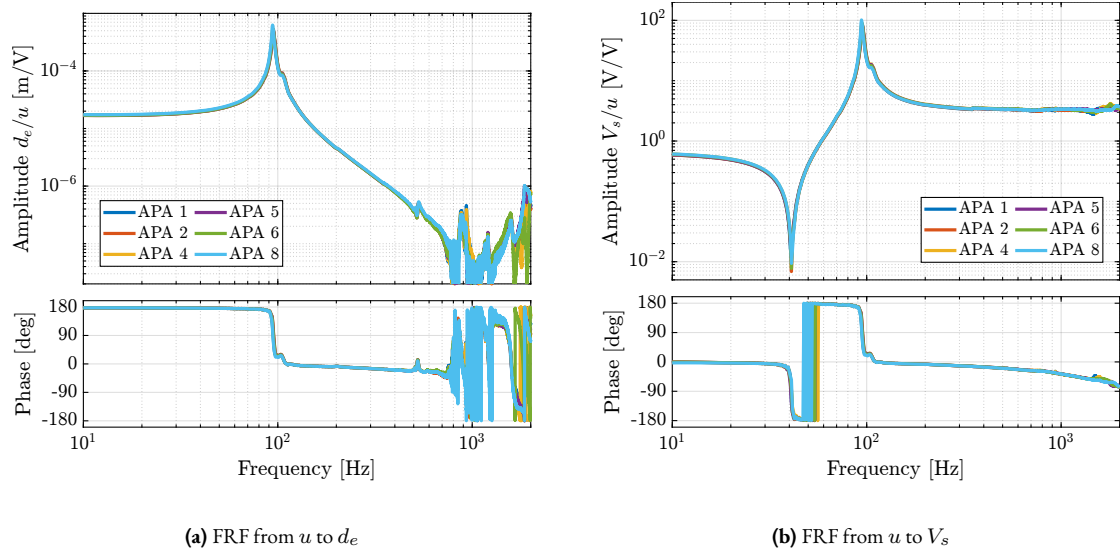 Amplitude d_e/u [m/V]
10^-4
10^-6
APA 1 APA 5
APA 2 APA 6
APA 4 APA 8
Phase [deg]
180
90
0
-90
-180
10^1 10^2 10^3
Frequency [Hz]
(a) FRF from u to d_e
Amplitude V_s/u [V/V]
10^2
10^0
10^-2
APA 1 APA 5
APA 2 APA 6
APA 4 APA 8
Phase [deg]
180
90
0
-90
-180
10^1 10^2 10^3
Frequency [Hz]
(b) FRF from u to V_s